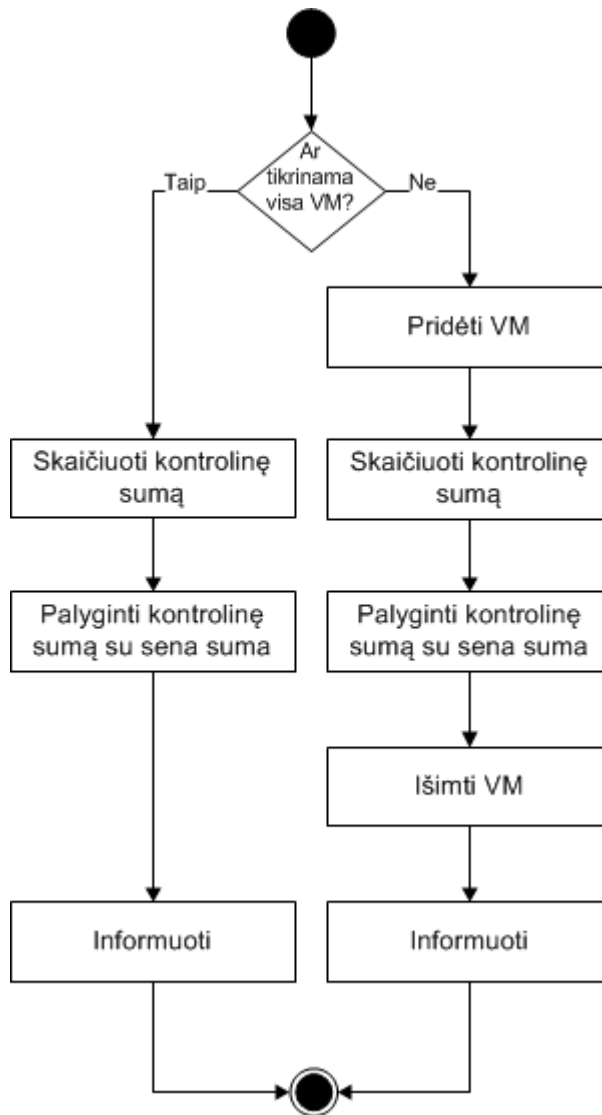 Ar
tikrinama
visa VM?
Taip
Ne
Pridėti VM
Skaičiuoti kontrolinę
sumą
Skaičiuoti kontrolinę
sumą
Palyginti kontrolinę
sumą su sena suma
Palyginti kontrolinę
sumą su sena suma
Išimti VM
Informuoti
Informuoti